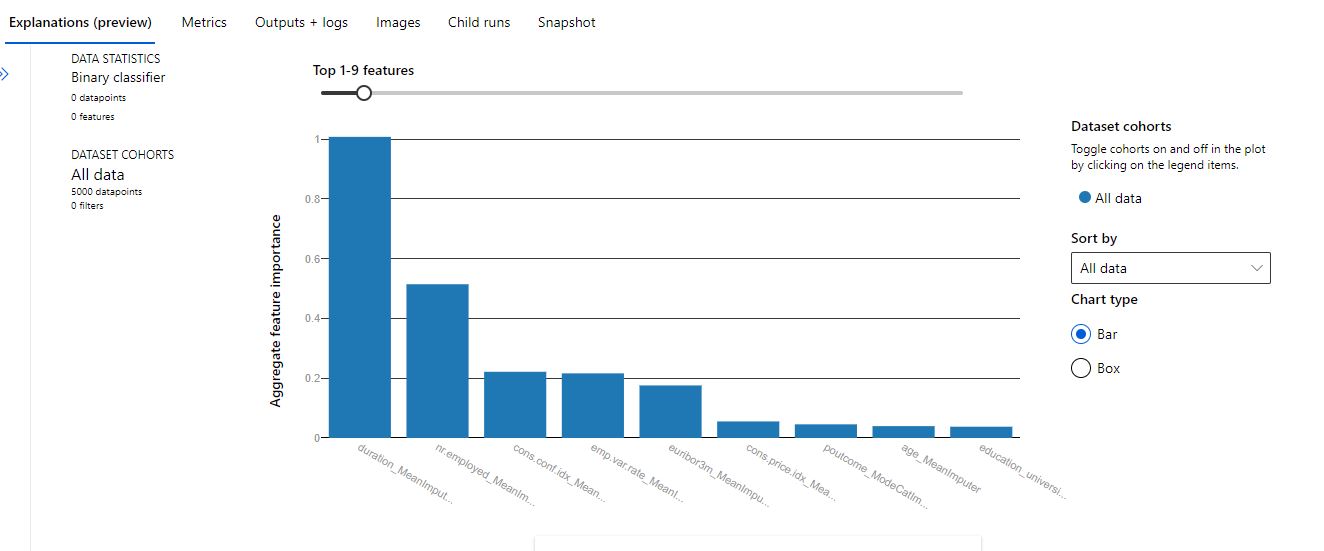 Explanations (preview) Metrics Outputs + logs Images Child runs Snapshot
DATA STATISTICS
Binary classifier
0 datapoints
0 features
DATASET COHORTS
All data
5000 datapoints
0 filters
Top 1-9 features
Aggregate feature importance
1
0.8
0.6
0.4
0.2
0
duration_MeanImput...
nr.employed_MeanIm...
cons.conf.idx_Mean...
emp.var.rate_MeanI...
euribor3m_MeanImpu...
cons.price.idx_Mea...
poutcome_ModeCatIm...
age_MeanImputer
education_universi...
Dataset cohorts
Toggle cohorts on and off in the plot
by clicking on the legend items.
All data
Sort by
All data
Chart type
Bar
Box